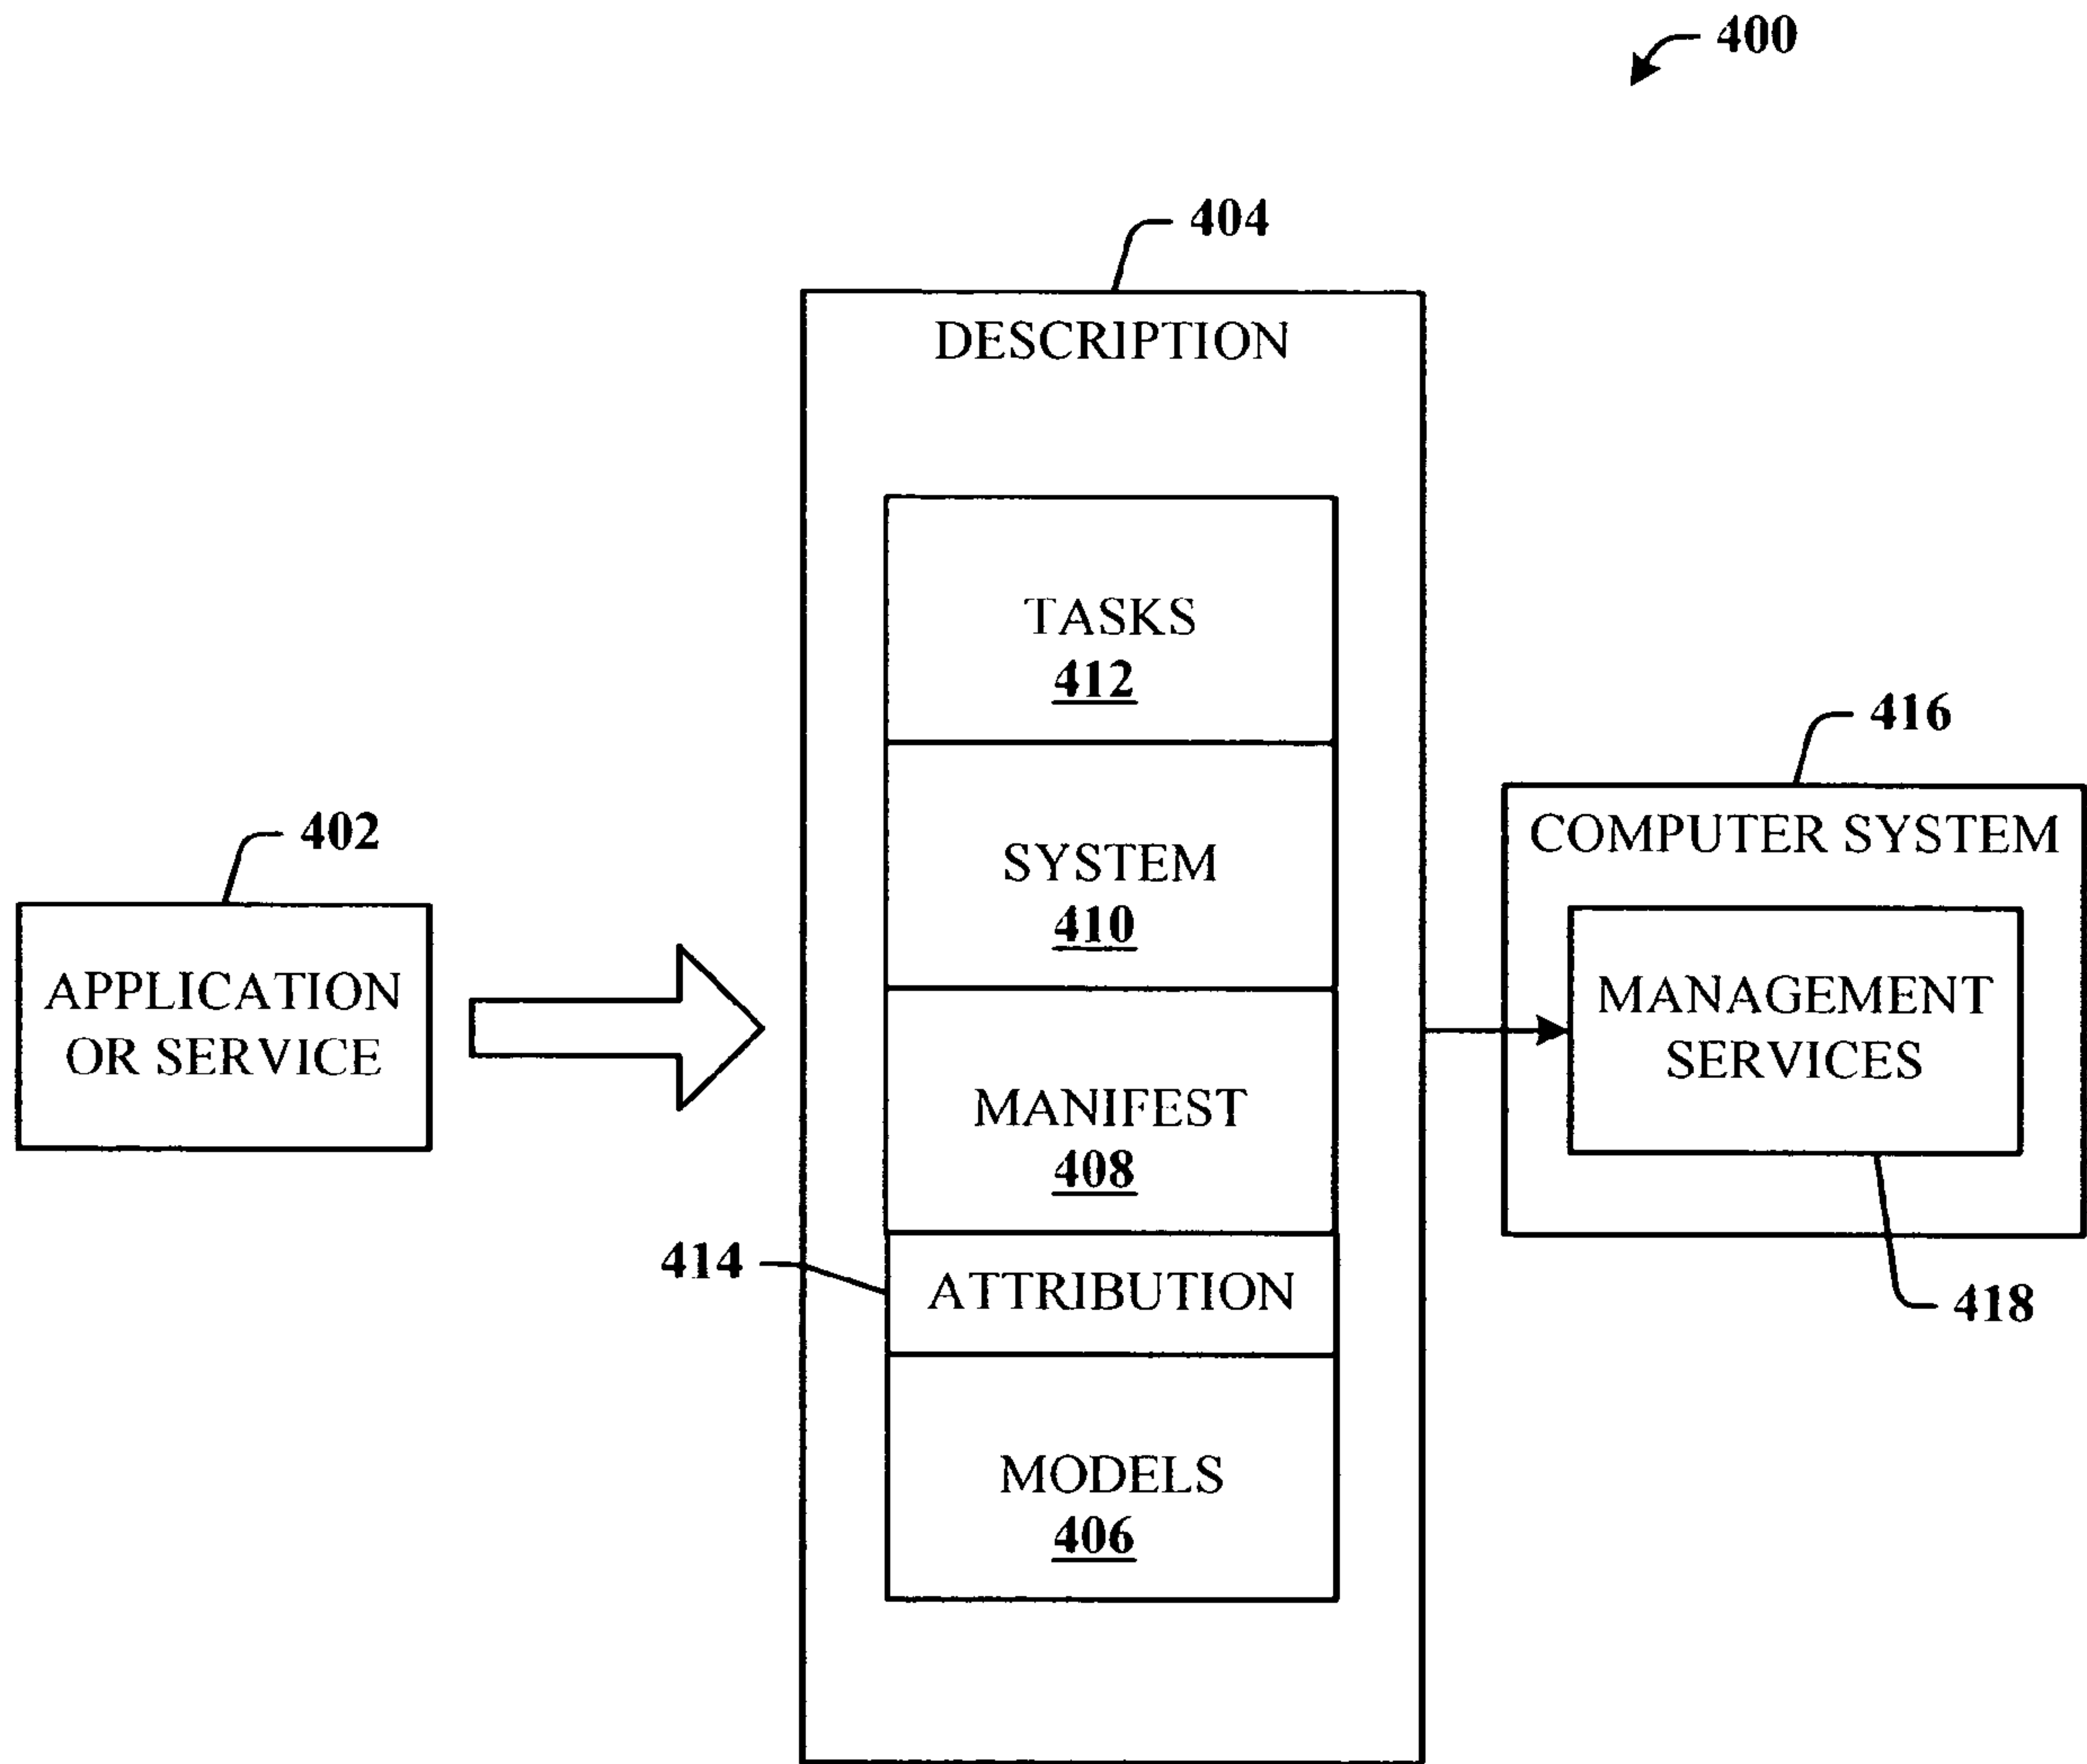 400
404
DESCRIPTION
TASKS
412
SYSTEM
410
MANIFEST
408
414
ATTRIBUTION
MODELS
406
402
APPLICATION
OR SERVICE
416
COMPUTER SYSTEM
MANAGEMENT
SERVICES
418